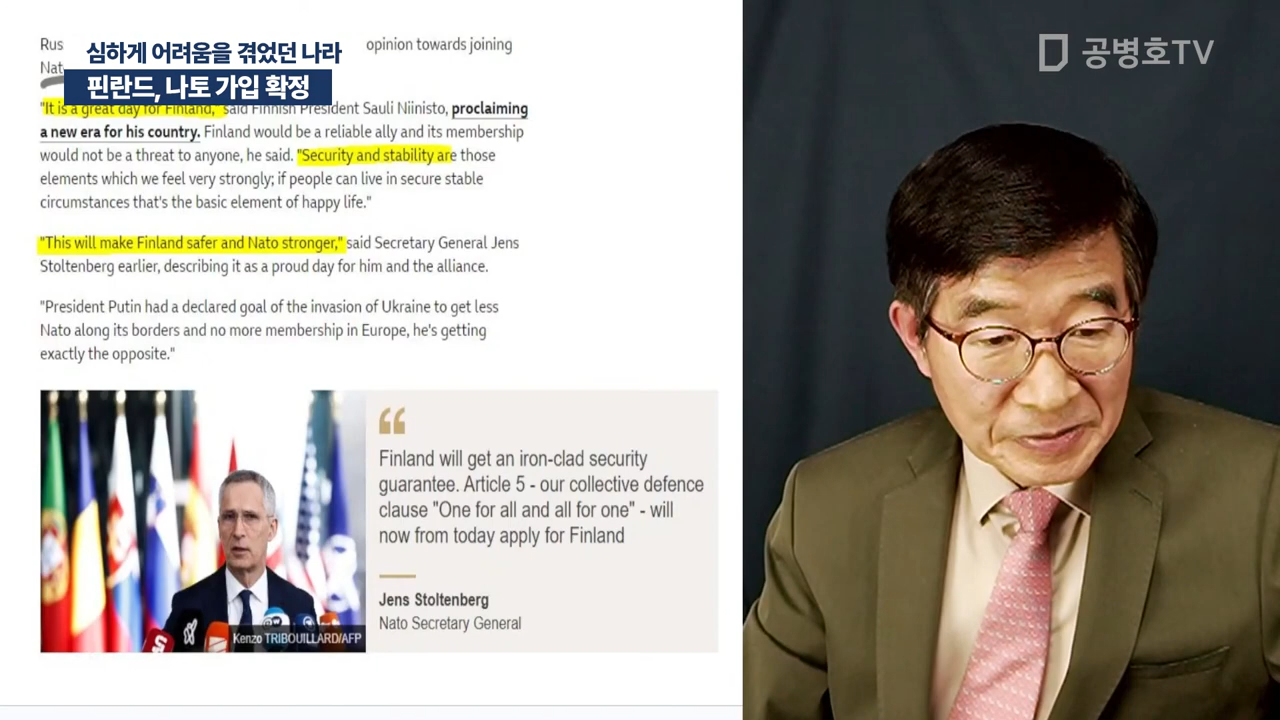 심하게 어려움을 겪었던 나라
핀란드, 나토 가입 확정
공병호TV
Rus opinion towards joining
Nat
"It is a great day for Finland," said Finnish President Sauli Niinisto, proclaiming
a new era for his country. Finland would be a reliable ally and its membership
would not be a threat to anyone, he said. "Security and stability are those
elements which we feel very strongly; if people can live in secure stable
circumstances that's the basic element of happy life."
"This will make Finland safer and Nato stronger," said Secretary General Jens
Stoltenberg earlier, describing it as a proud day for him and the alliance.
"President Putin had a declared goal of the invasion of Ukraine to get less
Nato along its borders and no more membership in Europe, he's getting
exactly the opposite."
Finland will get an iron-clad security
guarantee. Article 5 - our collective defence
clause "One for all and all for one" - will
now from today apply for Finland
Jens Stoltenberg
Nato Secretary General
Kenzo TRIBOUILLARD/AFP